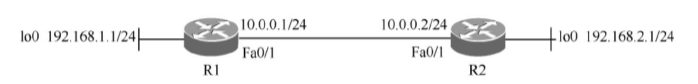 10.0.0.1/24 10.0.0.2/24
lo0 192.168.1.1/24 lo0 192.168.2.1/24
Fa0/1 Fa0/1
R1 R2